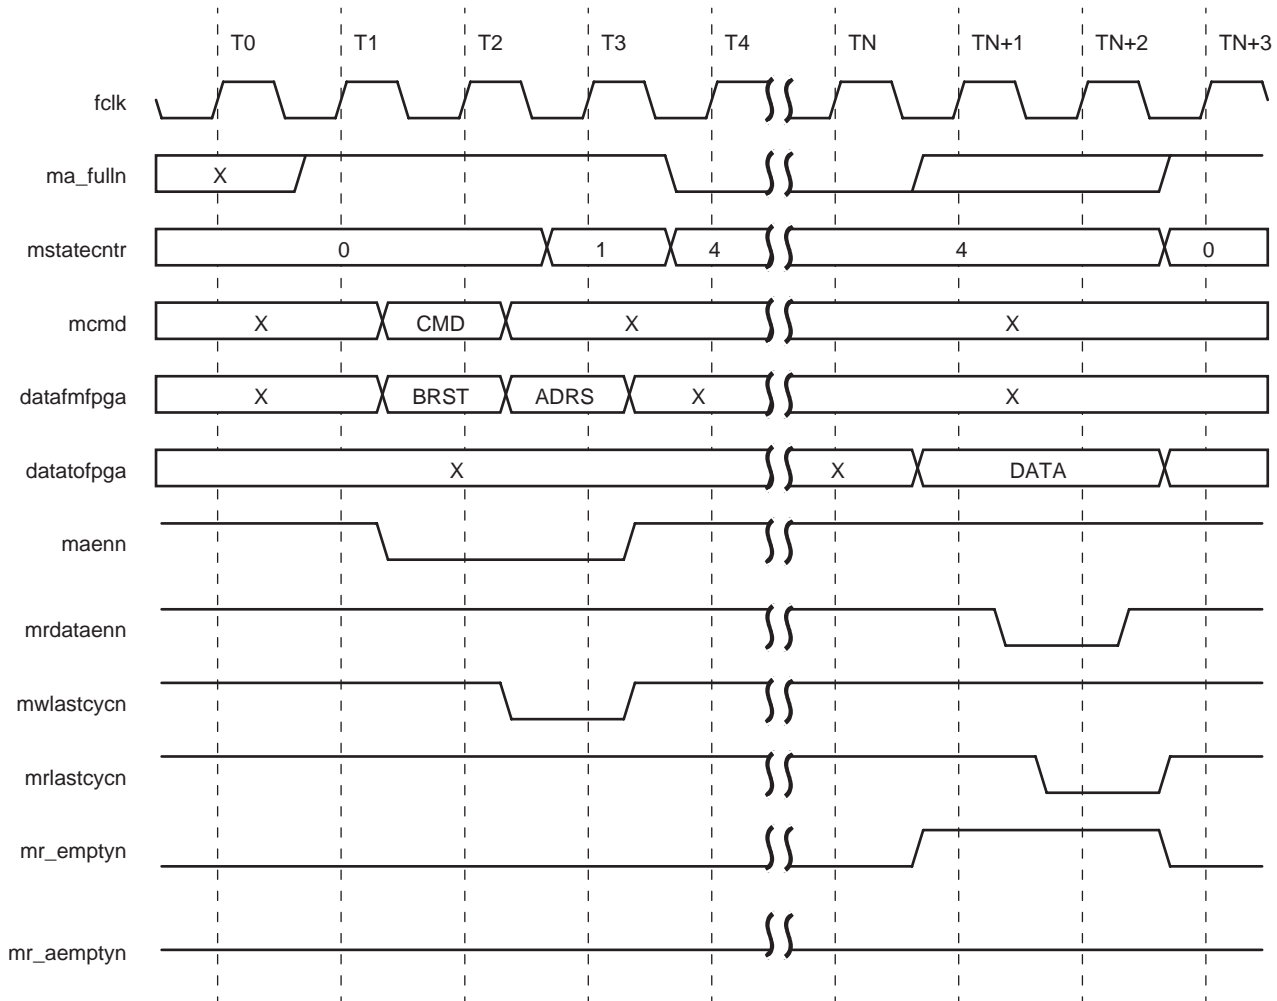 T0 T1 T2 T3 T4 TN TN+1 TN+2 TN+3
fclk
ma_fulln X
mstatecntr 0 1 4 4 0
mcmd X CMD X X
datafmfpga X BRST ADRS X X
datatofpga X X DATA
maenn
mrdataenn
mwlastcycn
mrlastcycn
mr_emptyn
mr_aemptyn